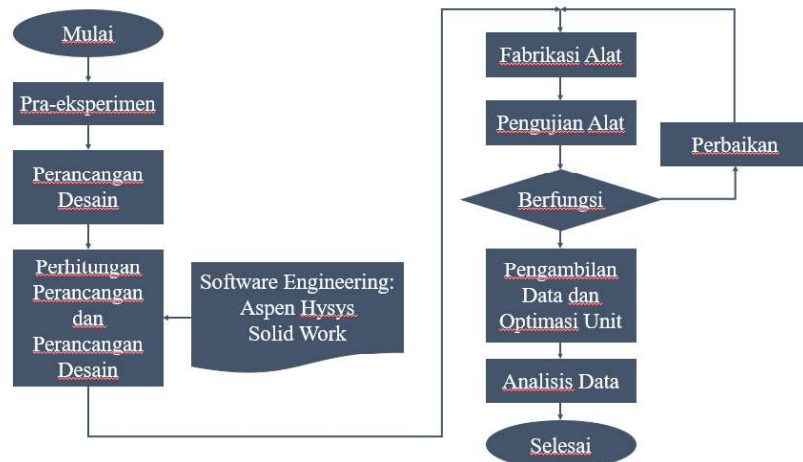 Mulai
Pra-eksperimen
Perancangan
Desain
Perhitungan
Perancangan
dan
Perancangan
Desain
Software Engineering:
Aspen Hysys
Solid Work
Fabrikasi Alat
Pengujian Alat
Berfungsi
Perbaikan
Pengambilan
Data dan
Optimasi Unit
Analisis Data
Selesai